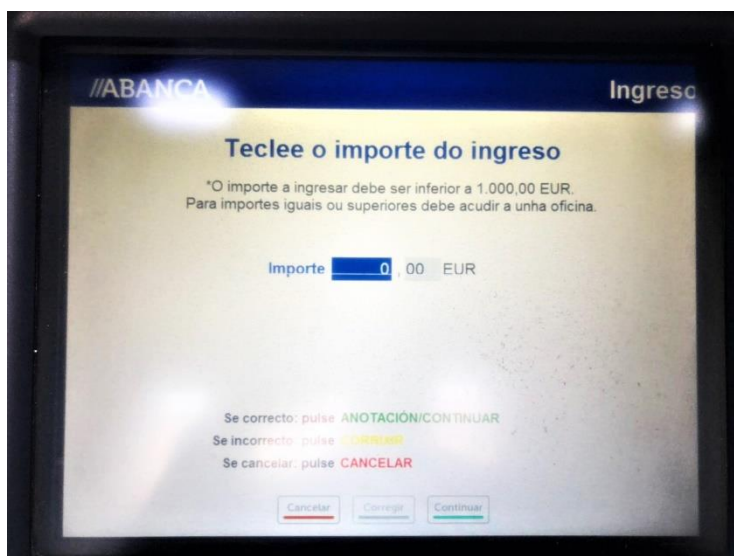 //ABANCA
Ingreso
Teclee o importe do ingreso
*O importe a ingresar debe ser inferior a 1.000,00 EUR.
Para importes iguais ou superiores debe acudir a unha oficina.
Importe 0 , 00 EUR
Se correcto: pulse ANOTACIÓN/CONTINUAR
Se incorrecto: pulse
Se cancelar: pulse CANCELAR
Cancelar Corregir Continuar